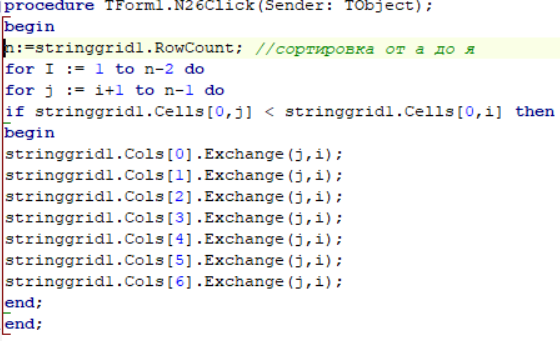 procedure TForm1.N26Click(Sender: TObject);
begin
n:=stringgrid1.RowCount; //сортировка от а до я
for I := 1 to n-2 do
for j := i+1 to n-1 do
if stringgrid1.Cells[0,j] < stringgrid1.Cells[0,i] then
begin
stringgrid1.Cols[0].Exchange(j,i);
stringgrid1.Cols[1].Exchange(j,i);
stringgrid1.Cols[2].Exchange(j,i);
stringgrid1.Cols[3].Exchange(j,i);
stringgrid1.Cols[4].Exchange(j,i);
stringgrid1.Cols[5].Exchange(j,i);
stringgrid1.Cols[6].Exchange(j,i);
end;
end;